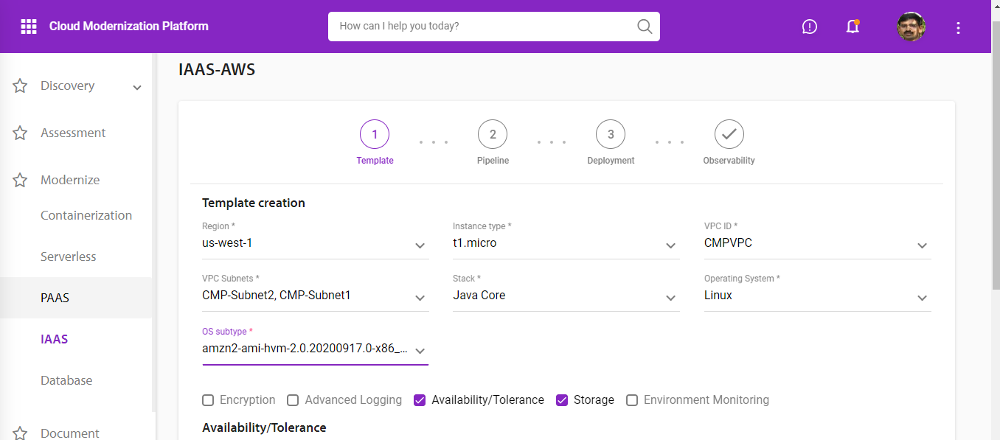 Cloud Modernization Platform
How can I help you today?
IAAS-AWS
Discovery
Assessment
Modernize
Containerization
Serverless
PAAS
IAAS
Database
Document
1 2 3
Template Pipeline Deployment Observability
Template creation
Region * Instance type * VPC ID *
us-west-1 t1.micro CMPVPC
VPC Subnets * Stack * Operating System *
CMP-Subnet2, CMP-Subnet1 Java Core Linux
OS subtype *
amzn2-ami-hvm-2.0.20200917.0-x86_...
Encryption Advanced Logging Availability/Tolerance Storage Environment Monitoring
Availability/Tolerance